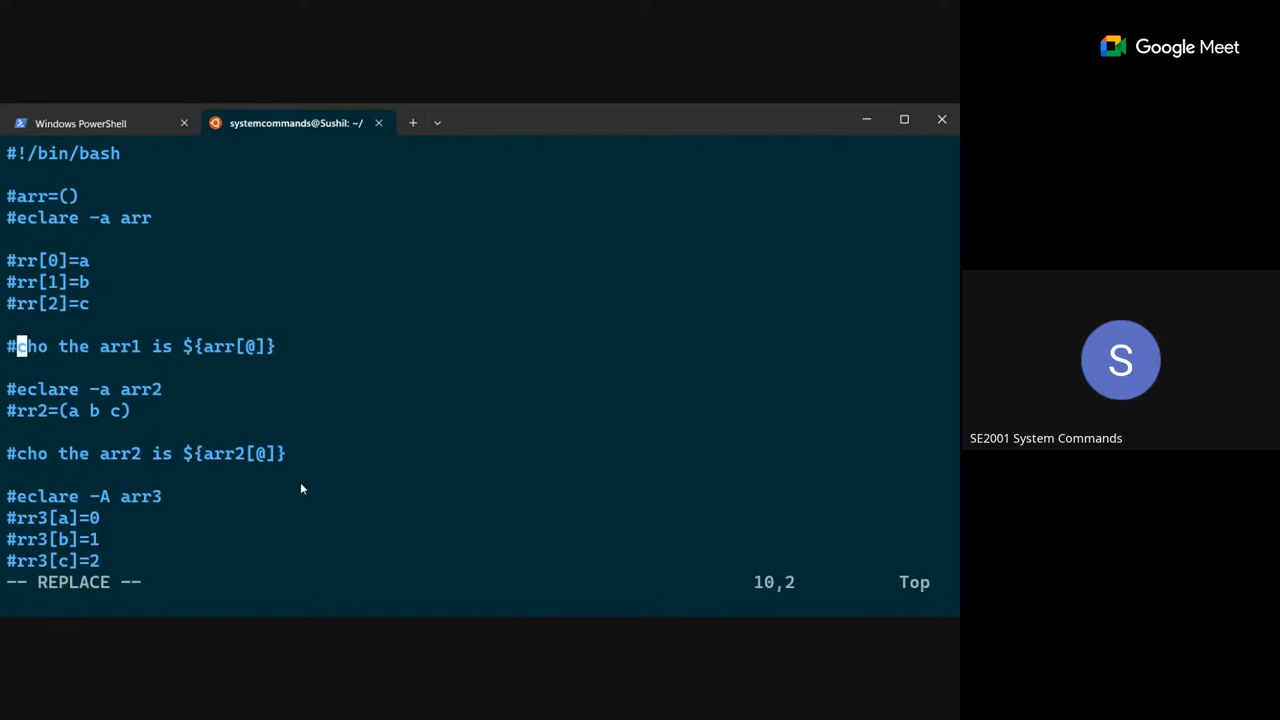 Google Meet
Windows PowerShell
systemcommands@Sushil: ~/
#!/bin/bash
#arr=()
#eclare -a arr
#rr[0]=a
#rr[1]=b
#rr[2]=c
#cho the arr1 is ${arr[@]}
#eclare -a arr2
#rr2=(a b c)
#cho the arr2 is ${arr2[@]}
#eclare -A arr3
#rr3[a]=0
#rr3[b]=1
#rr3[c]=2
-- REPLACE -- 10,2 Top
S
SE2001 System Commands